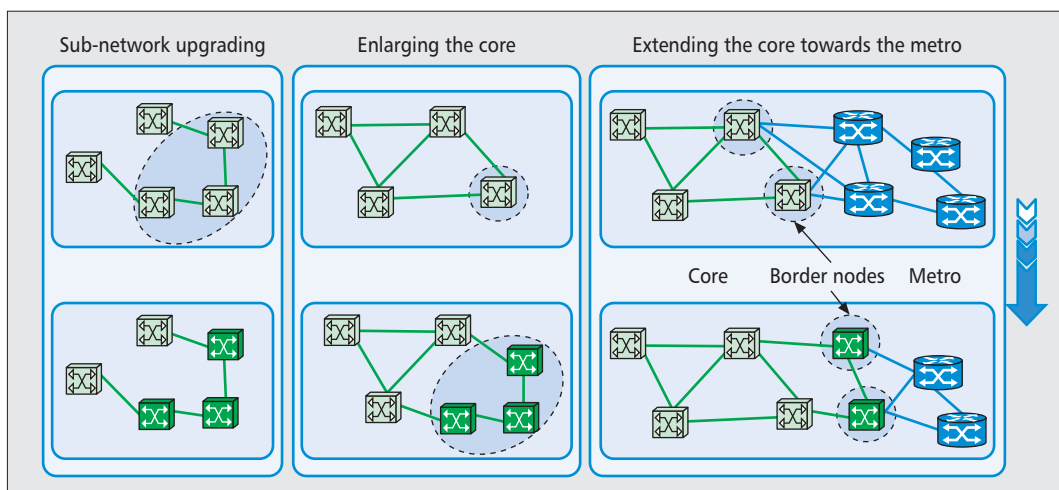 Sub-network upgrading
Enlarging the core
Extending the core towards the metro
Core
Border nodes
Metro